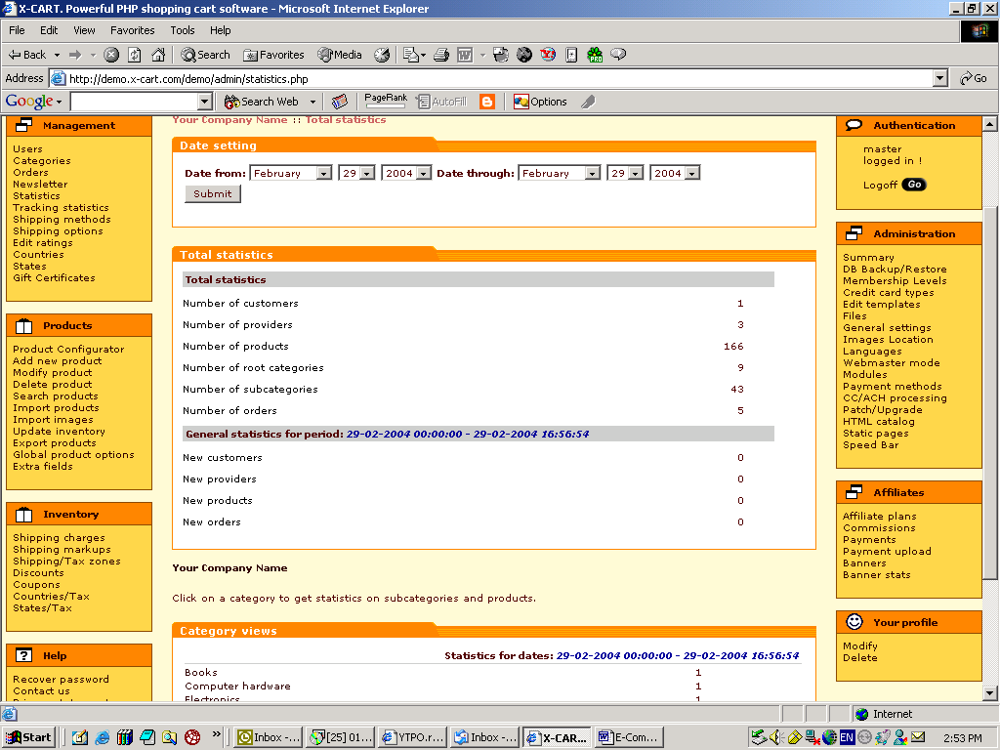 X-CART. Powerful PHP shopping cart software - Microsoft Internet Explorer
File Edit View Favorites Tools Help
Back Search Favorites Media
Address http://demo.x-cart.com/demo/admin/statistics.php Go
Google Search Web PageRank AutoFill Options
Management
Users
Categories
Orders
Newsletter
Statistics
Tracking statistics
Shipping methods
Shipping options
Edit ratings
Countries
States
Gift Certificates
Products
Product Configurator
Add new product
Modify product
Delete product
Search products
Import products
Import images
Update inventory
Export products
Global product options
Extra fields
Inventory
Shipping charges
Shipping markups
Shipping/Tax zones
Discounts
Coupons
Countries/Tax
States/Tax
Help
Recover password
Contact us
Your Company Name :: Total statistics
Date setting
Date from: February 29 2004 Date through: February 29 2004
Submit
Total statistics
Total statistics
Number of customers 1
Number of providers 3
Number of products 166
Number of root categories 9
Number of subcategories 43
Number of orders 5
General statistics for period: 29-02-2004 00:00:00 - 29-02-2004 16:56:54
New customers 0
New providers 0
New products 0
New orders 0
Your Company Name
Click on a category to get statistics on subcategories and products.
Category views
Statistics for dates: 29-02-2004 00:00:00 - 29-02-2004 16:56:54
Books 1
Computer hardware 1
Electronics 1
Authentication
master
logged in !
Logoff Go
Administration
Summary
DB Backup/Restore
Membership Levels
Credit card types
Edit templates
Files
General settings
Images Location
Languages
Webmaster mode
Modules
Payment methods
CC/ACH processing
Patch/Upgrade
HTML catalog
Static pages
Speed Bar
Affiliates
Affiliate plans
Commissions
Payments
Payment upload
Banners
Banner stats
Your profile
Modify
Delete
Internet
Start » Inbox -... [25] 01... YTPO.r... Inbox -... X-CAR... E-Com... EN 2:53 PM